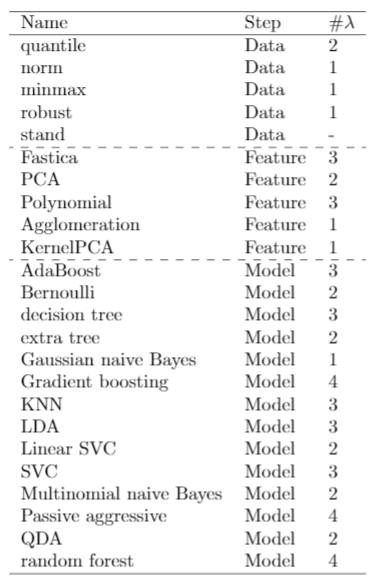 Name Step #λ
quantile Data 2
norm Data 1
minmax Data 1
robust Data 1
stand Data -
Fastica Feature 3
PCA Feature 2
Polynomial Feature 3
Agglomeration Feature 1
KernelPCA Feature 1
AdaBoost Model 3
Bernoulli Model 2
decision tree Model 3
extra tree Model 2
Gaussian naive Bayes Model 1
Gradient boosting Model 4
KNN Model 3
LDA Model 3
Linear SVC Model 2
SVC Model 3
Multinomial naive Bayes Model 2
Passive aggressive Model 4
QDA Model 2
random forest Model 4